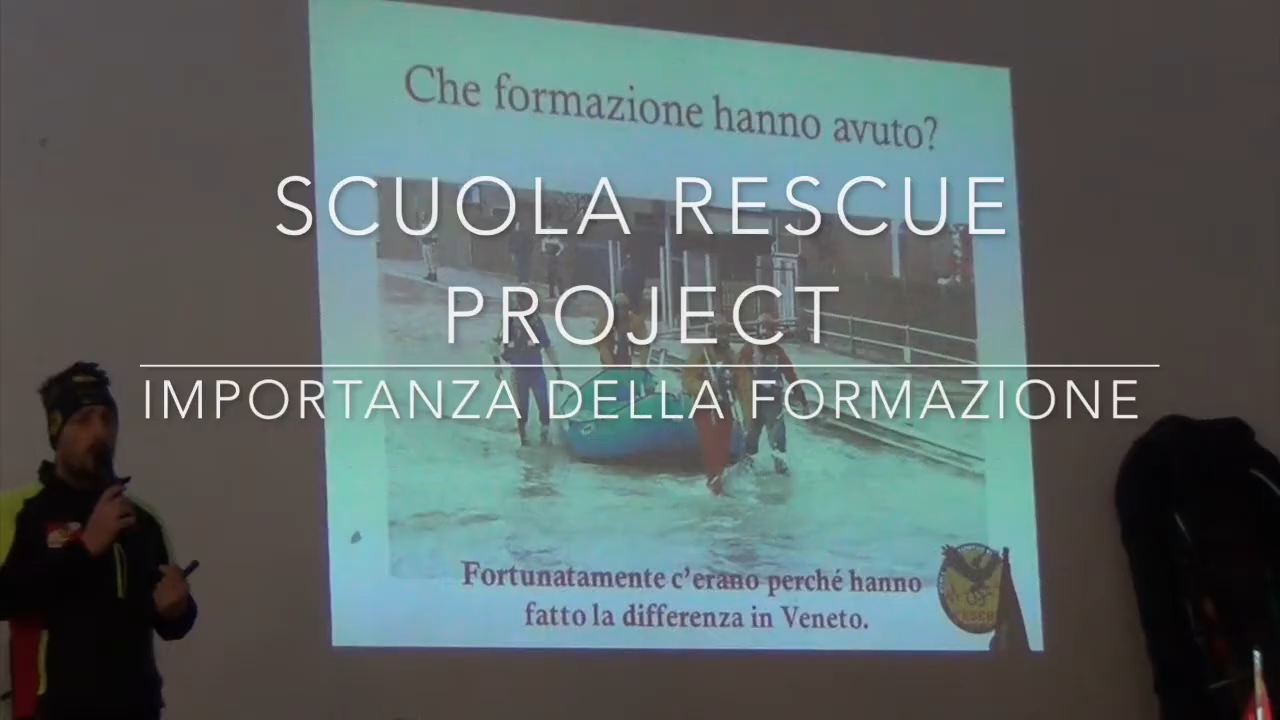 Che formazione hanno avuto?
SCUOLA RESCUE
PROJECT
IMPORTANZA DELLA FORMAZIONE
Fortunatamente c'erano perché hanno
fatto la differenza in Veneto.